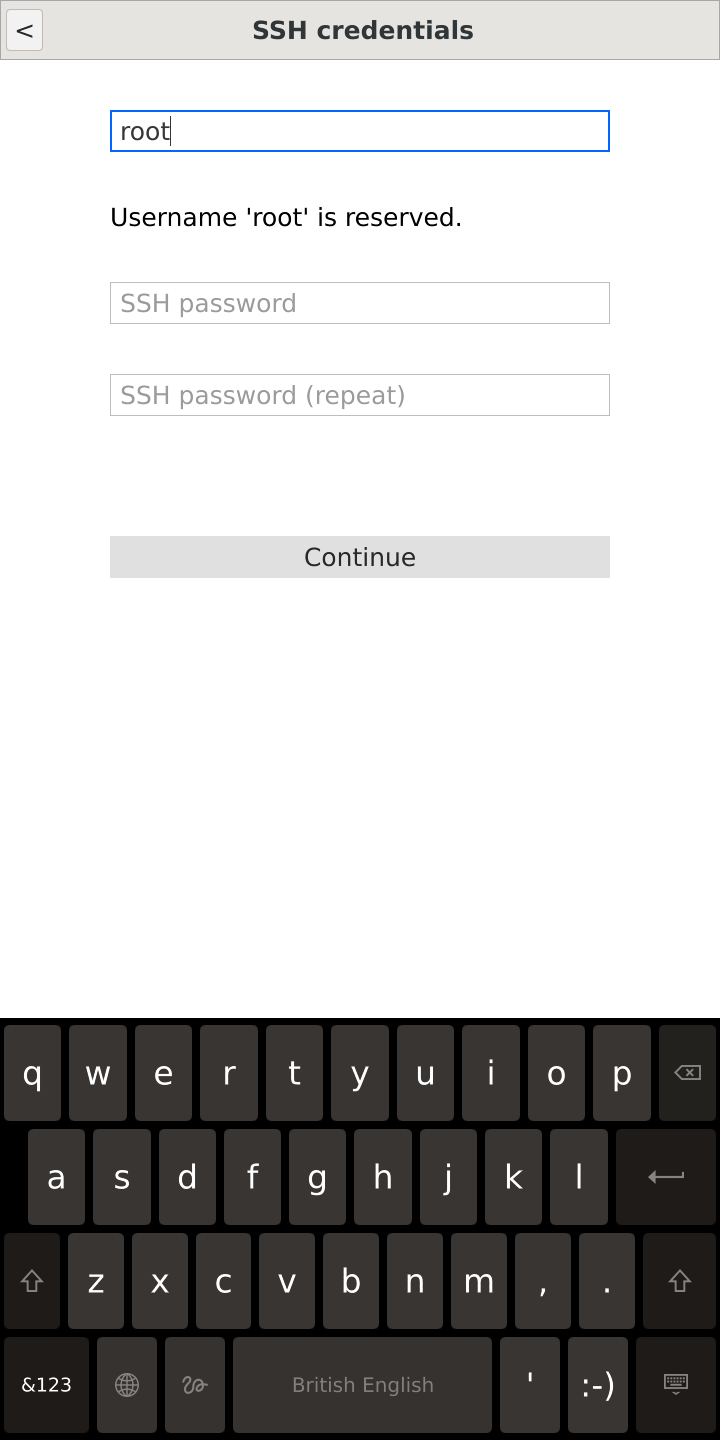 < SSH credentials
root
Username 'root' is reserved.
SSH password
SSH password (repeat)
Continue
q w e r t y u i o p
a s d f g h j k l
z x c v b n m , .
&123 British English ' :-)